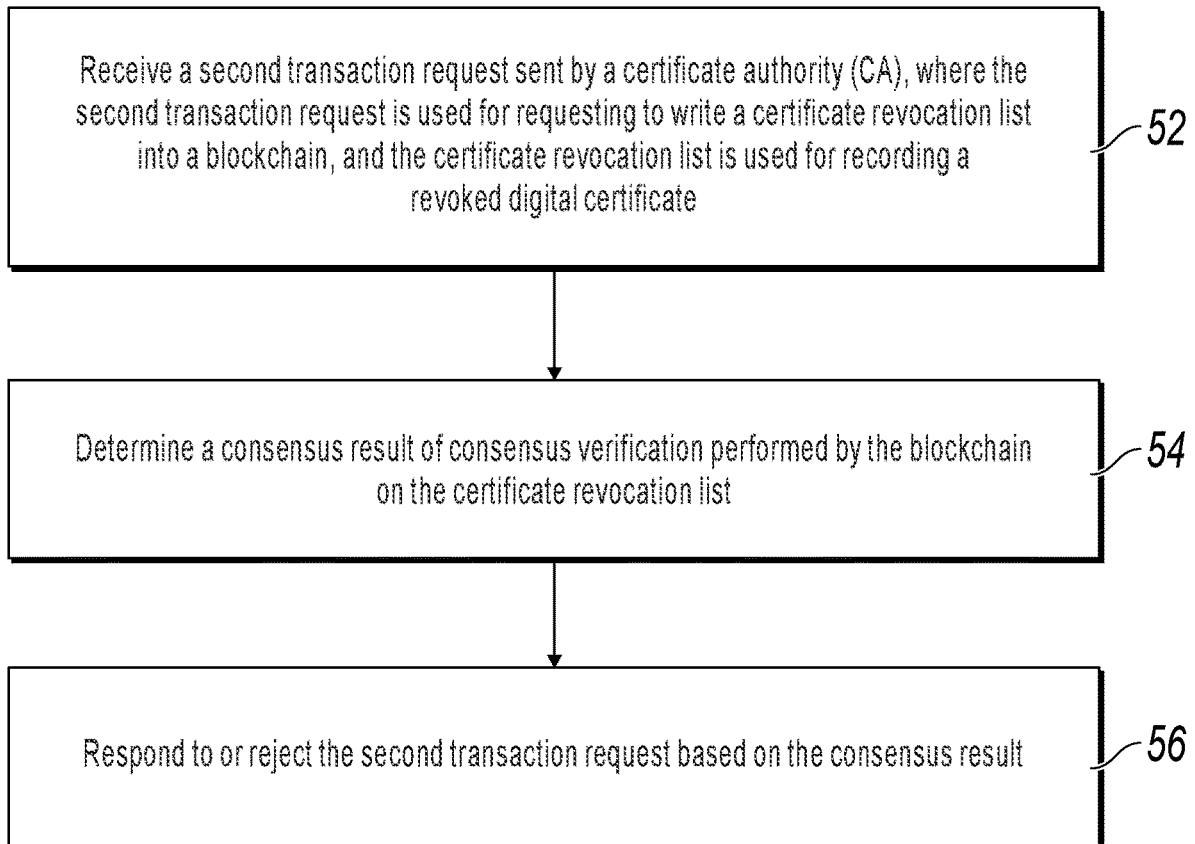 Receive a second transaction request sent by a certificate authority (CA), where the
second transaction request is used for requesting to write a certificate revocation list
into a blockchain, and the certificate revocation list is used for recording a
revoked digital certificate
52
Determine a consensus result of consensus verification performed by the blockchain
on the certificate revocation list
54
Respond to or reject the second transaction request based on the consensus result
56